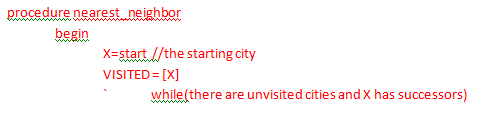 procedure nearest_neighbor
begin
X=start //the starting city
VISITED = [X]
` while(there are unvisited cities and X has successors)